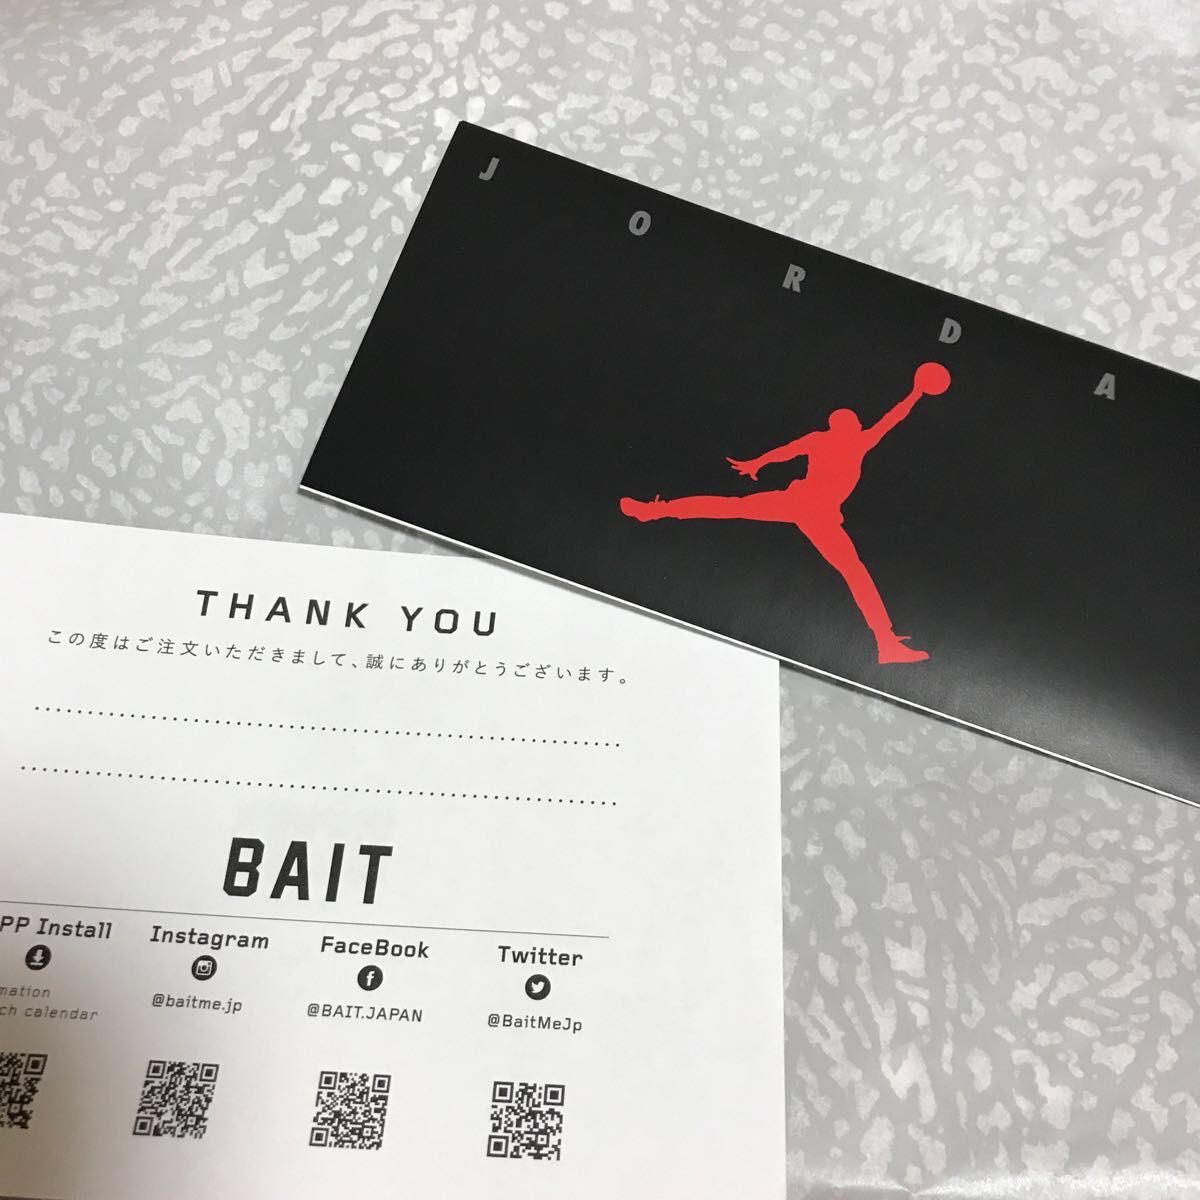 J O R D A
THANK YOU
この度はご注文いただきまして、誠にありがとうございます。
BAIT
PP Install
mation
ch calendar
Instagram
@baitme.jp
FaceBook
@BAIT.JAPAN
Twitter
@BaitMeJp